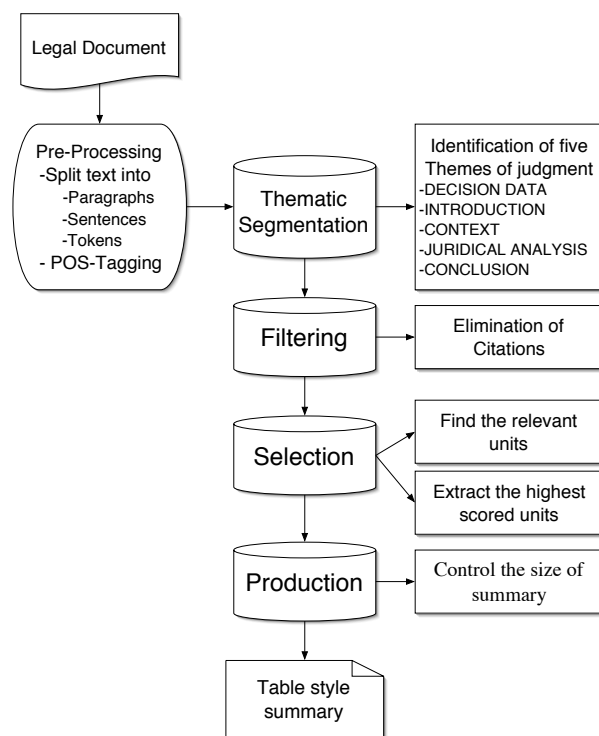 Legal Document
Pre-Processing
-Split text into
-Paragraphs
-Sentences
-Tokens
- POS-Tagging
Thematic
Segmentation
Identification of five
Themes of judgment
-DECISION DATA
-INTRODUCTION
-CONTEXT
-JURIDICAL ANALYSIS
-CONCLUSION
Filtering
Elimination of
Citations
Selection
Find the relevant
units
Extract the highest
scored units
Production
Control the size of
summary
Table style
summary